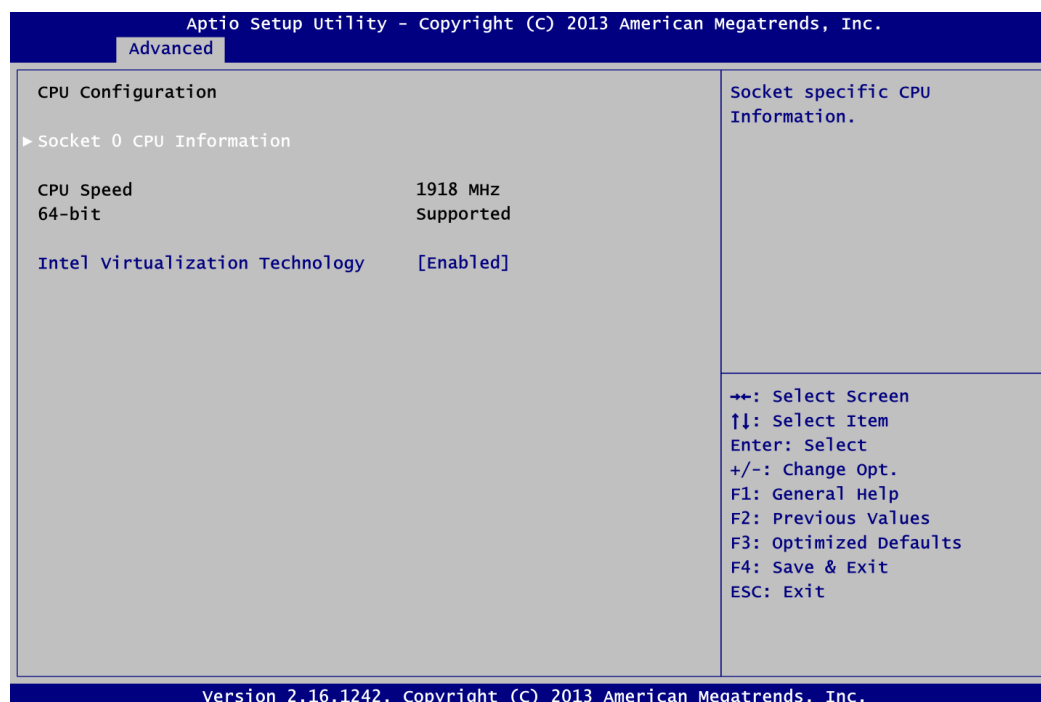 Aptio Setup Utility – Copyright (C) 2013 American Megatrends, Inc.
Advanced
CPU Configuration
▶ Socket 0 CPU Information
CPU Speed 1918 MHz
64-bit Supported
Intel Virtualization Technology [Enabled]
Socket specific CPU
Information.
→←: Select Screen
↑↓: Select Item
Enter: Select
+/-: Change Opt.
F1: General Help
F2: Previous Values
F3: Optimized Defaults
F4: Save & Exit
ESC: Exit
Version 2.16.1242. Copyright (C) 2013 American Megatrends, Inc.